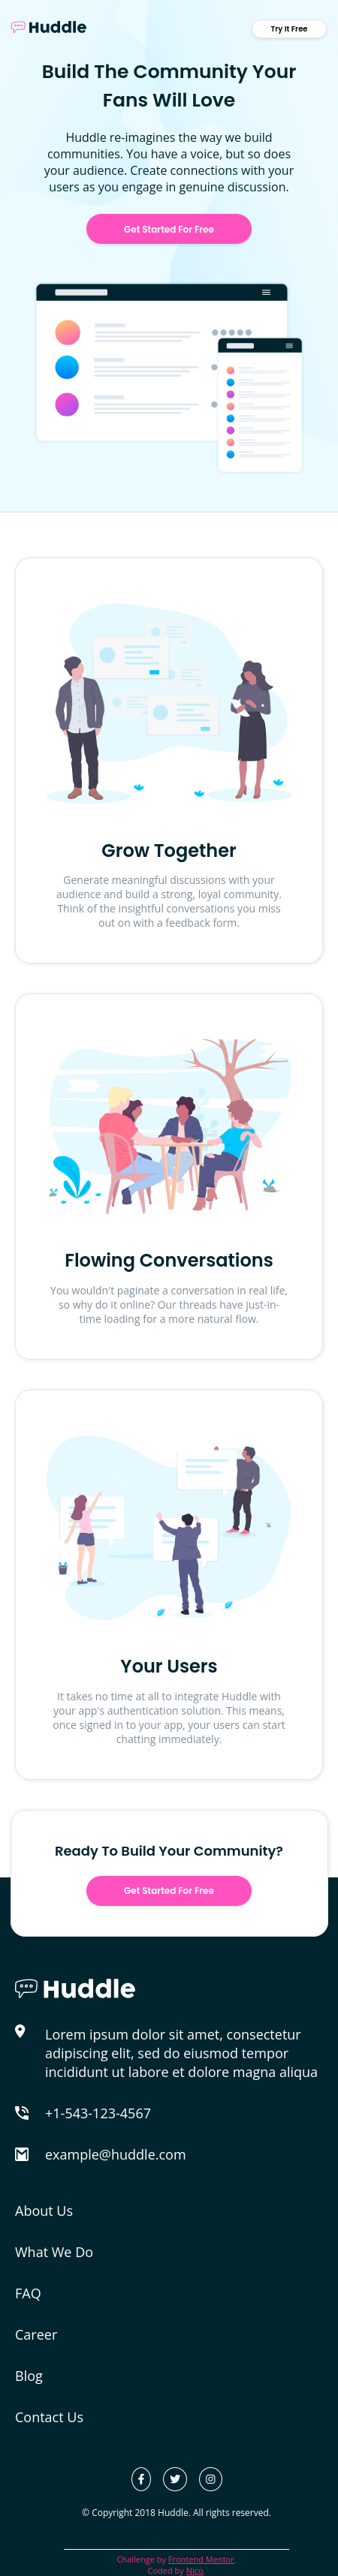 Huddle
Try It Free
Build The Community Your
Fans Will Love
Huddle re-imagines the way we build
communities. You have a voice, but so does
your audience. Create connections with your
users as you engage in genuine discussion.
Get Started For Free
Grow Together
Generate meaningful discussions with your
audience and build a strong, loyal community.
Think of the insightful conversations you miss
out on with a feedback form.
Flowing Conversations
You wouldn't paginate a conversation in real life,
so why do it online? Our threads have just-in-
time loading for a more natural flow.
Your Users
It takes no time at all to integrate Huddle with
your app's authentication solution. This means,
once signed in to your app, your users can start
chatting immediately.
Ready To Build Your Community?
Get Started For Free
Huddle
Lorem ipsum dolor sit amet, consectetur
adipiscing elit, sed do eiusmod tempor
incididunt ut labore et dolore magna aliqua
+1-543-123-4567
example@huddle.com
About Us
What We Do
FAQ
Career
Blog
Contact Us
© Copyright 2018 Huddle. All rights reserved.
Challenge by Frontend Mentor.
Coded by Nico.